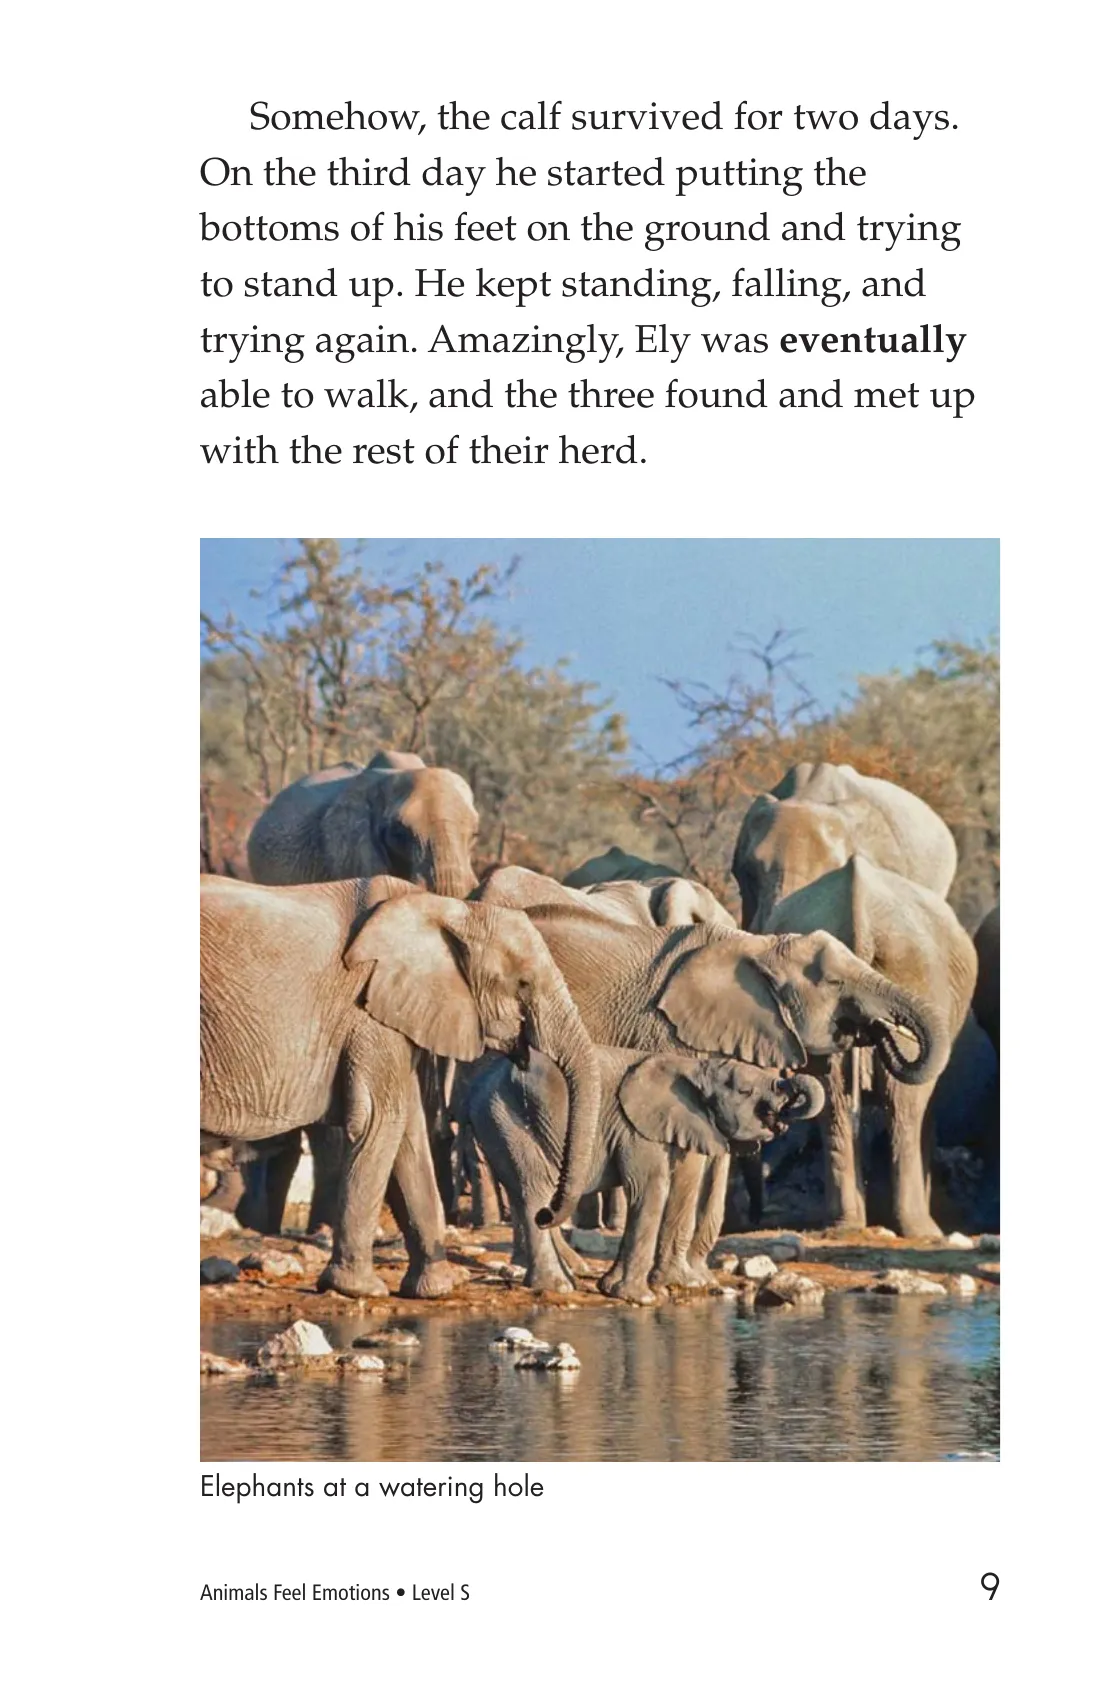 Somehow, the calf survived for two days.
On the third day he started putting the
bottoms of his feet on the ground and trying
to stand up. He kept standing, falling, and
trying again. Amazingly, Ely was eventually
able to walk, and the three found and met up
with the rest of their herd.
Elephants at a watering hole
Animals Feel Emotions • Level S
9